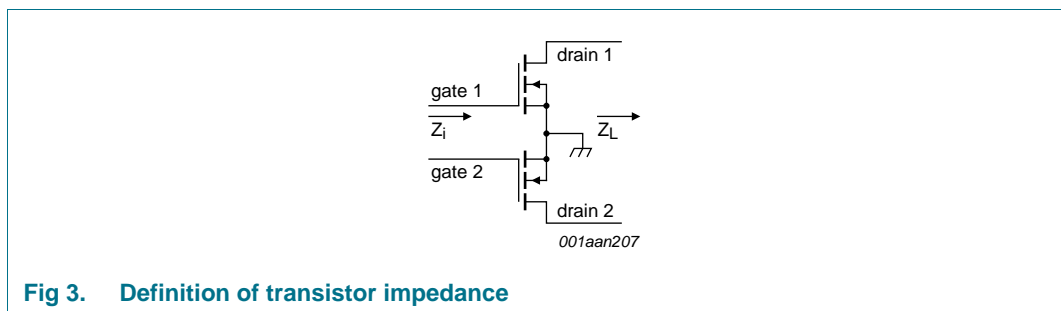 drain 1
gate 1
Zi
ZL
gate 2
drain 2
001aan207
Fig 3. Definition of transistor impedance